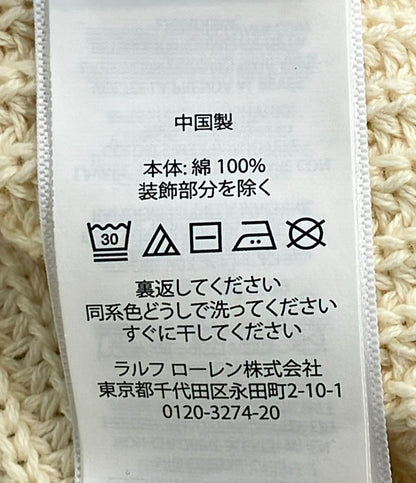 中国製
本体: 綿 100%
装飾部分を除く
30
裏返してください
同系色どうしで洗ってください
すぐに干してください
ラルフ ローレン株式会社
東京都千代田区永田町2-10-1
0120-3274-20